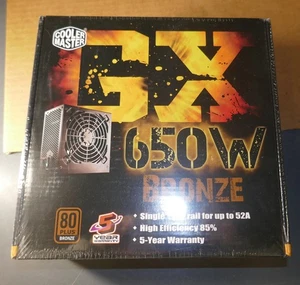 COOLER
MASTER
GX
650W
BRONZE
• Single rail for up to 52A
• High Efficiency 85%
• 5-Year Warranty
80
PLUS
BRONZE
5
YEAR